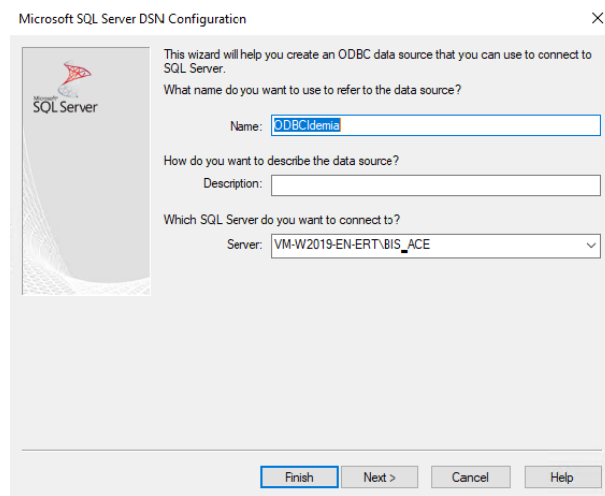 Microsoft SQL Server DSN Configuration
This wizard will help you create an ODBC data source that you can use to connect to
SQL Server.
What name do you want to use to refer to the data source?
Microsoft
SQL Server
Name: ODBCIdemia
How do you want to describe the data source?
Description:
Which SQL Server do you want to connect to?
Server: VM-W2019-EN-ERT\BIS_ACE
Finish
Next >
Cancel
Help